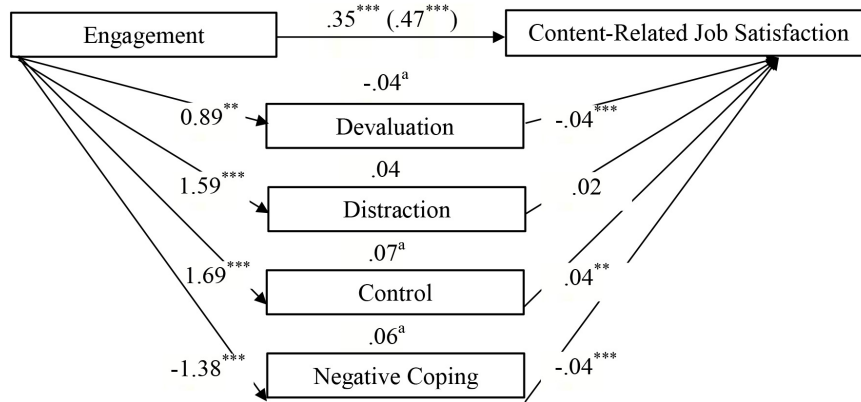 .35*** (.47***)
Engagement
Content-Related Job Satisfaction
-.04a
0.89**
Devaluation
-.04***
.04
1.59***
Distraction
.02
.07a
1.69***
Control
.04**
.06a
-1.38***
Negative Coping
-.04***